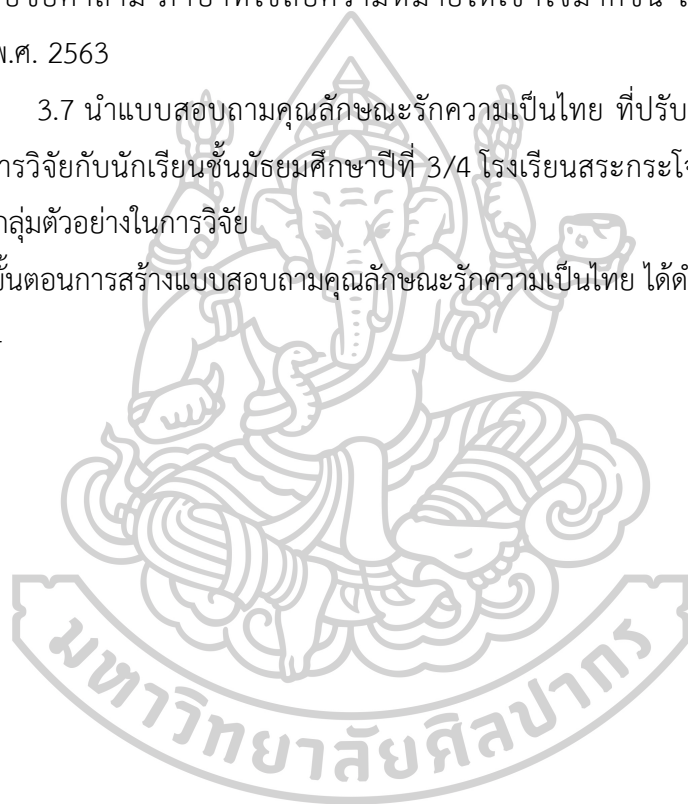 พ.ศ. 2563
3.7 นำแบบสอบถามคุณลักษณะรักความเป็นไทย ที่ปรับ
การวิจัยกับนักเรียนชั้นมัธยมศึกษาปีที่ 3/4 โรงเรียนสระกระโจ
กลุ่มตัวอย่างในการวิจัย
ขั้นตอนการสร้างแบบสอบถามคุณลักษณะรักความเป็นไทย ได้ดำ
มหาวิทยาลัยศิลปากร